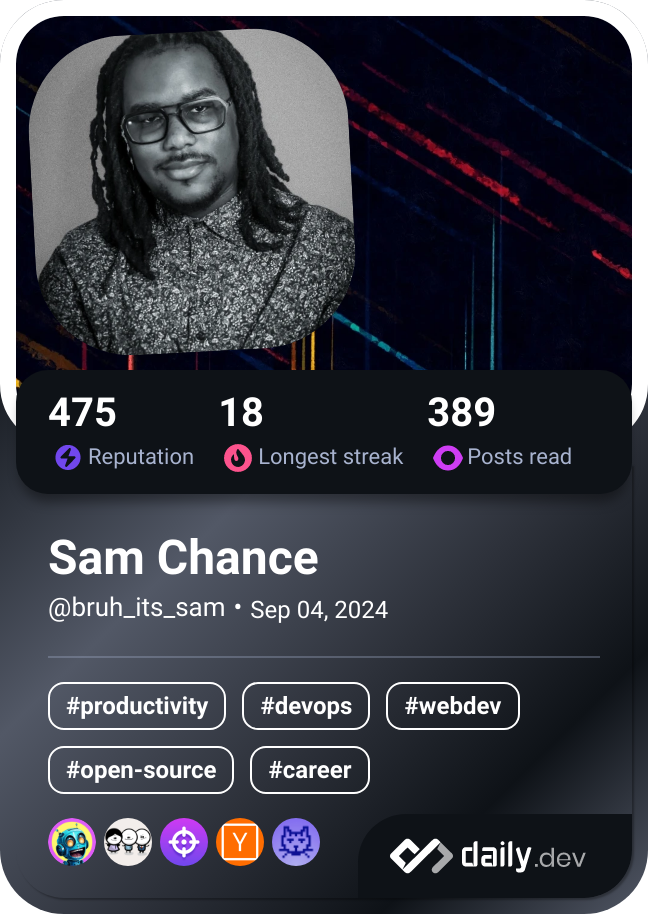 475 18 389
Reputation Longest streak Posts read
Sam Chance
@bruh_its_sam • Sep 04, 2024
#productivity #devops #webdev
#open-source #career
Y
daily.dev